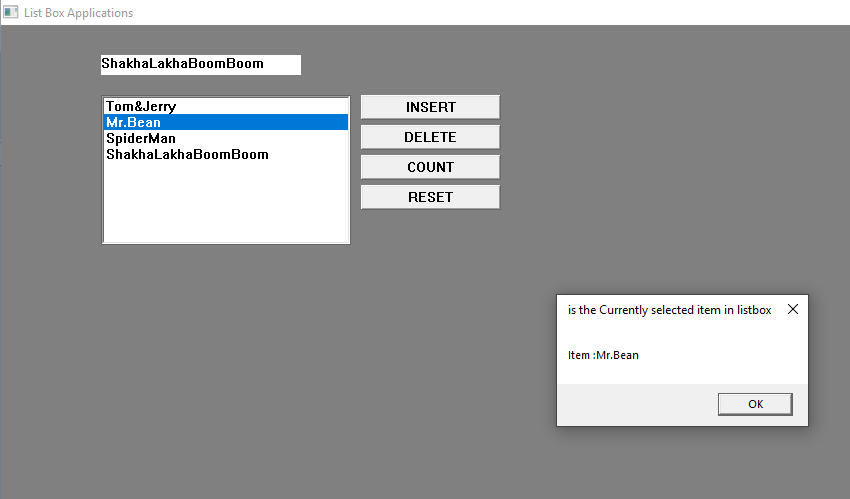 List Box Applications
ShakhaLakhaBoomBoom
Tom&Jerry
Mr.Bean
SpiderMan
ShakhaLakhaBoomBoom
INSERT
DELETE
COUNT
RESET
is the Currently selected item in listbox
Item :Mr.Bean
OK